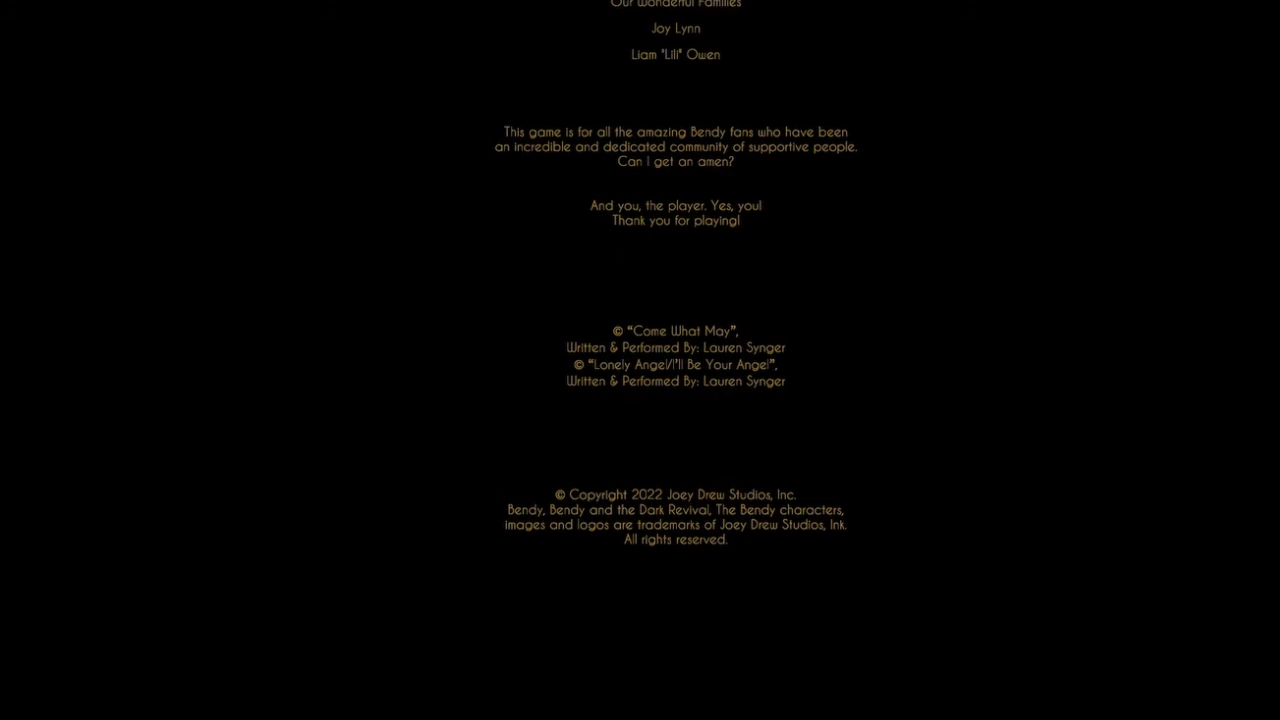 Our Wonderful Families
Joy Lynn
Liam "Lili" Owen
This game is for all the amazing Bendy fans who have been
an incredible and dedicated community of supportive people.
Can I get an amen?
And you, the player. Yes, you!
Thank you for playing!
© “Come What May”,
Written & Performed By: Lauren Synger
© “Lonely Angel/I’ll Be Your Angel”,
Written & Performed By: Lauren Synger
© Copyright 2022 Joey Drew Studios, Inc.
Bendy, Bendy and the Dark Revival, The Bendy characters,
images and logos are trademarks of Joey Drew Studios, Ink.
All rights reserved.